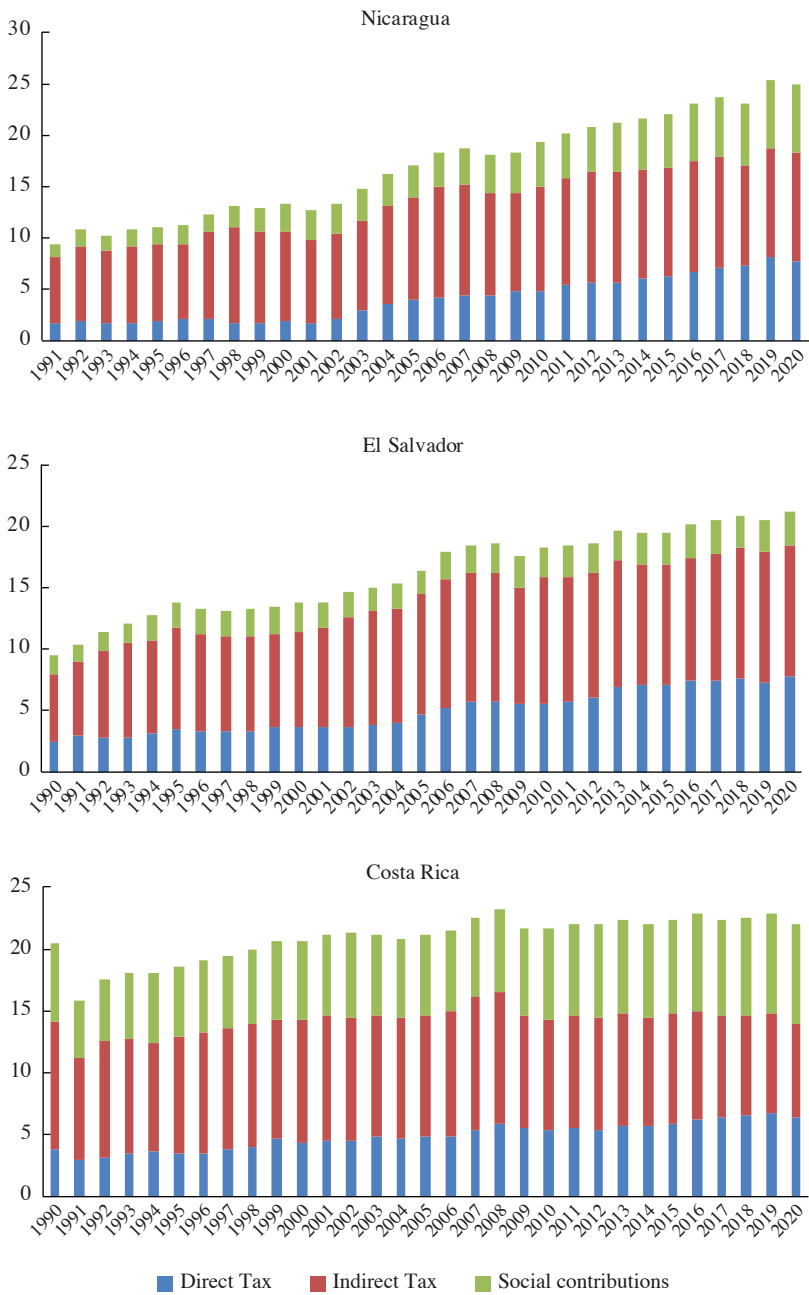 Nicaragua
30
25
20
15
10
5
0
1991 1992 1993 1994 1995 1996 1997 1998 1999 2000 2001 2002 2003 2004 2005 2006 2007 2008 2009 2010 2011 2012 2013 2014 2015 2016 2017 2018 2019 2020
El Salvador
25
20
15
10
5
0
1990 1991 1992 1993 1994 1995 1996 1997 1998 1999 2000 2001 2002 2003 2004 2005 2006 2007 2008 2009 2010 2011 2012 2013 2014 2015 2016 2017 2018 2019 2020
Costa Rica
25
20
15
10
5
0
1990 1991 1992 1993 1994 1995 1996 1997 1998 1999 2000 2001 2002 2003 2004 2005 2006 2007 2008 2009 2010 2011 2012 2013 2014 2015 2016 2017 2018 2019 2020
Direct Tax Indirect Tax Social contributions